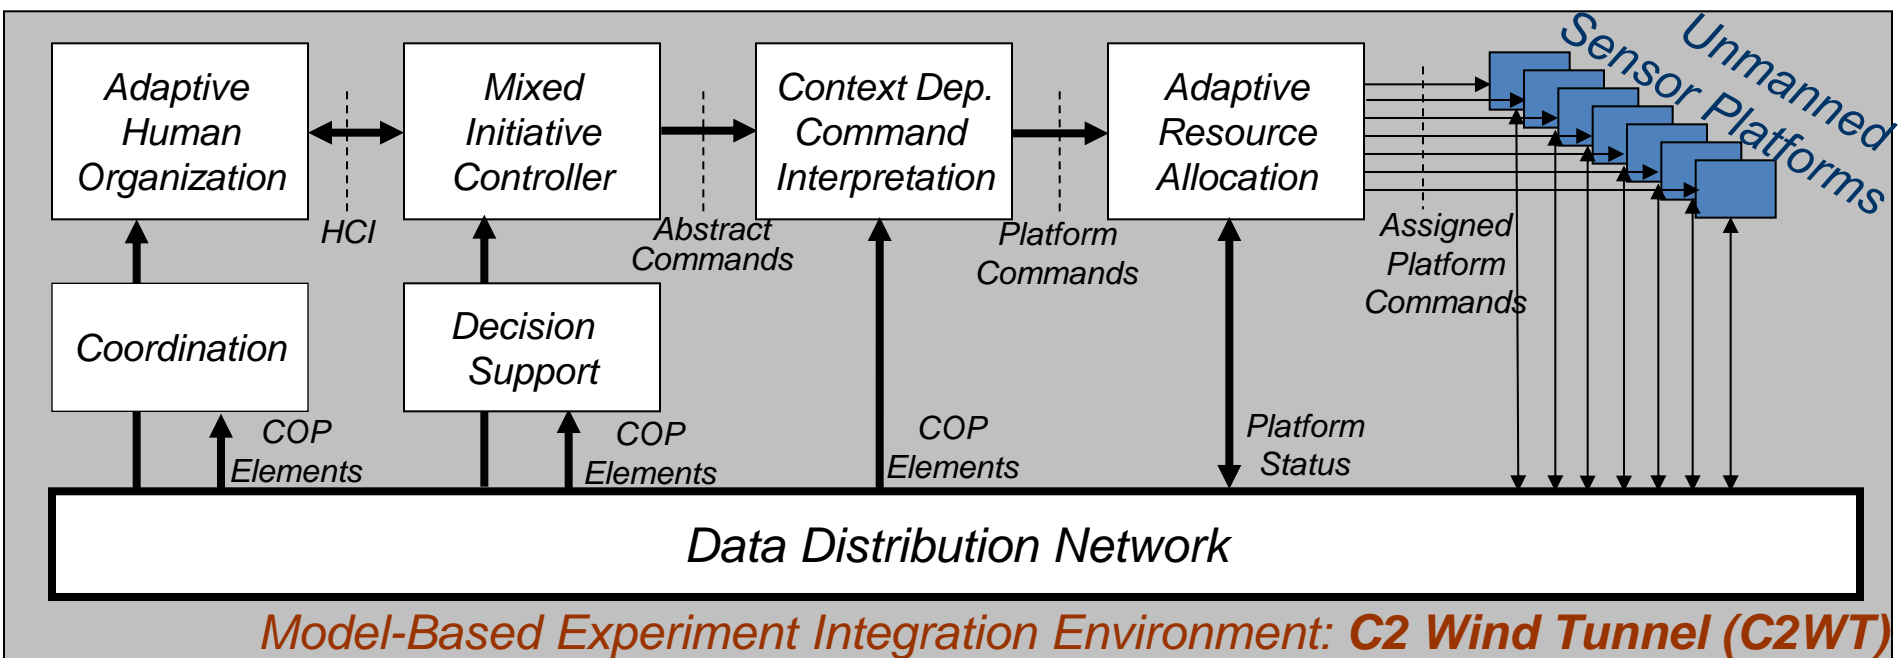 Adaptive
Human
Organization
Mixed
Initiative
Controller
Context Dep.
Command
Interpretation
Adaptive
Resource
Allocation
Unmanned
Sensor Platforms
HCI
Abstract
Commands
Platform
Commands
Assigned
Platform
Commands
Coordination
Decision
Support
COP
Elements
COP
Elements
COP
Elements
Platform
Status
Data Distribution Network
Model-Based Experiment Integration Environment: C2 Wind Tunnel (C2WT)